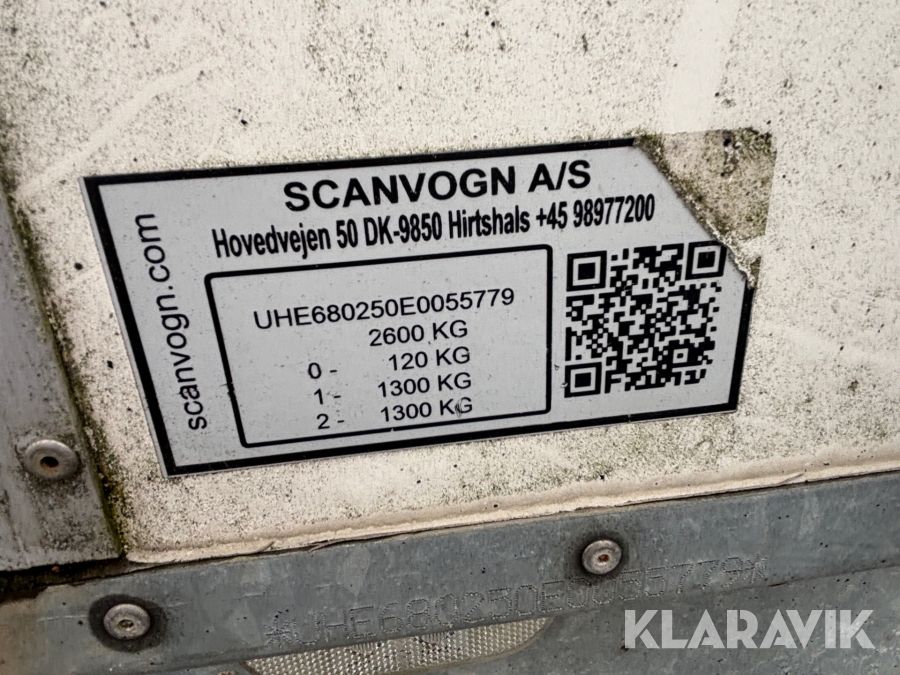 SCANVOGN A/S
Hovedvejen 50 DK-9850 Hirtshals +45 98977200
scanvogn.com
UHE680250E0055779
2600 KG
0 - 120 KG
1 - 1300 KG
2 - 1300 KG
*UHE680250E0055779*
KLARAVIK